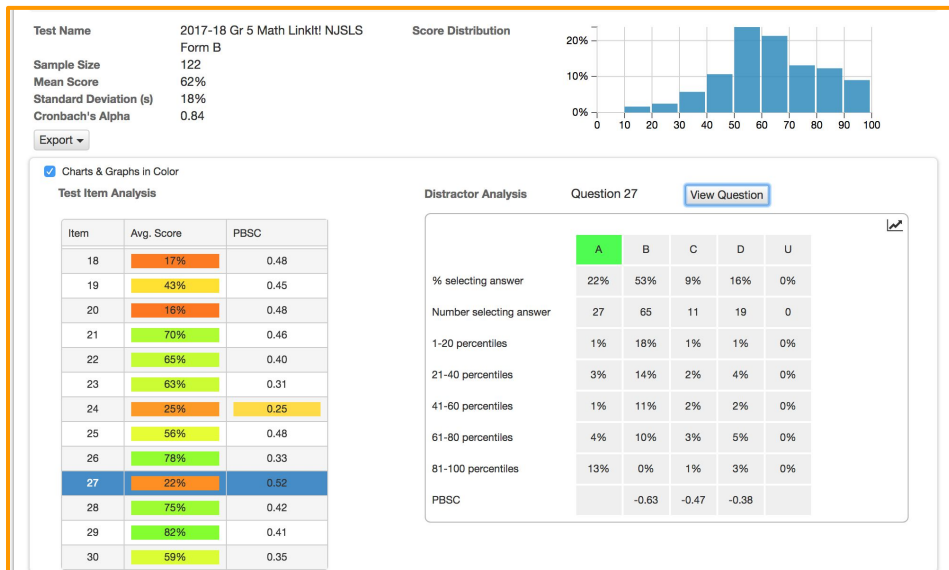 Test Name 2017-18 Gr 5 Math LinkIt! NJSLS Form B
Sample Size 122
Mean Score 62%
Standard Deviation (s) 18%
Cronbach's Alpha 0.84
Export
Score Distribution
20%
10%
0%
0 10 20 30 40 50 60 70 80 90 100
Charts & Graphs in Color
Test Item Analysis
Item Avg. Score PBSC
18 17% 0.48
19 43% 0.45
20 16% 0.48
21 70% 0.46
22 65% 0.40
23 63% 0.31
24 25% 0.25
25 56% 0.48
26 78% 0.33
27 22% 0.52
28 75% 0.42
29 82% 0.41
30 59% 0.35
Distractor Analysis Question 27 View Question
A B C D U
% selecting answer 22% 53% 9% 16% 0%
Number selecting answer 27 65 11 19 0
1-20 percentiles 1% 18% 1% 1% 0%
21-40 percentiles 3% 14% 2% 4% 0%
41-60 percentiles 1% 11% 2% 2% 0%
61-80 percentiles 4% 10% 3% 5% 0%
81-100 percentiles 13% 0% 1% 3% 0%
PBSC -0.63 -0.47 -0.38